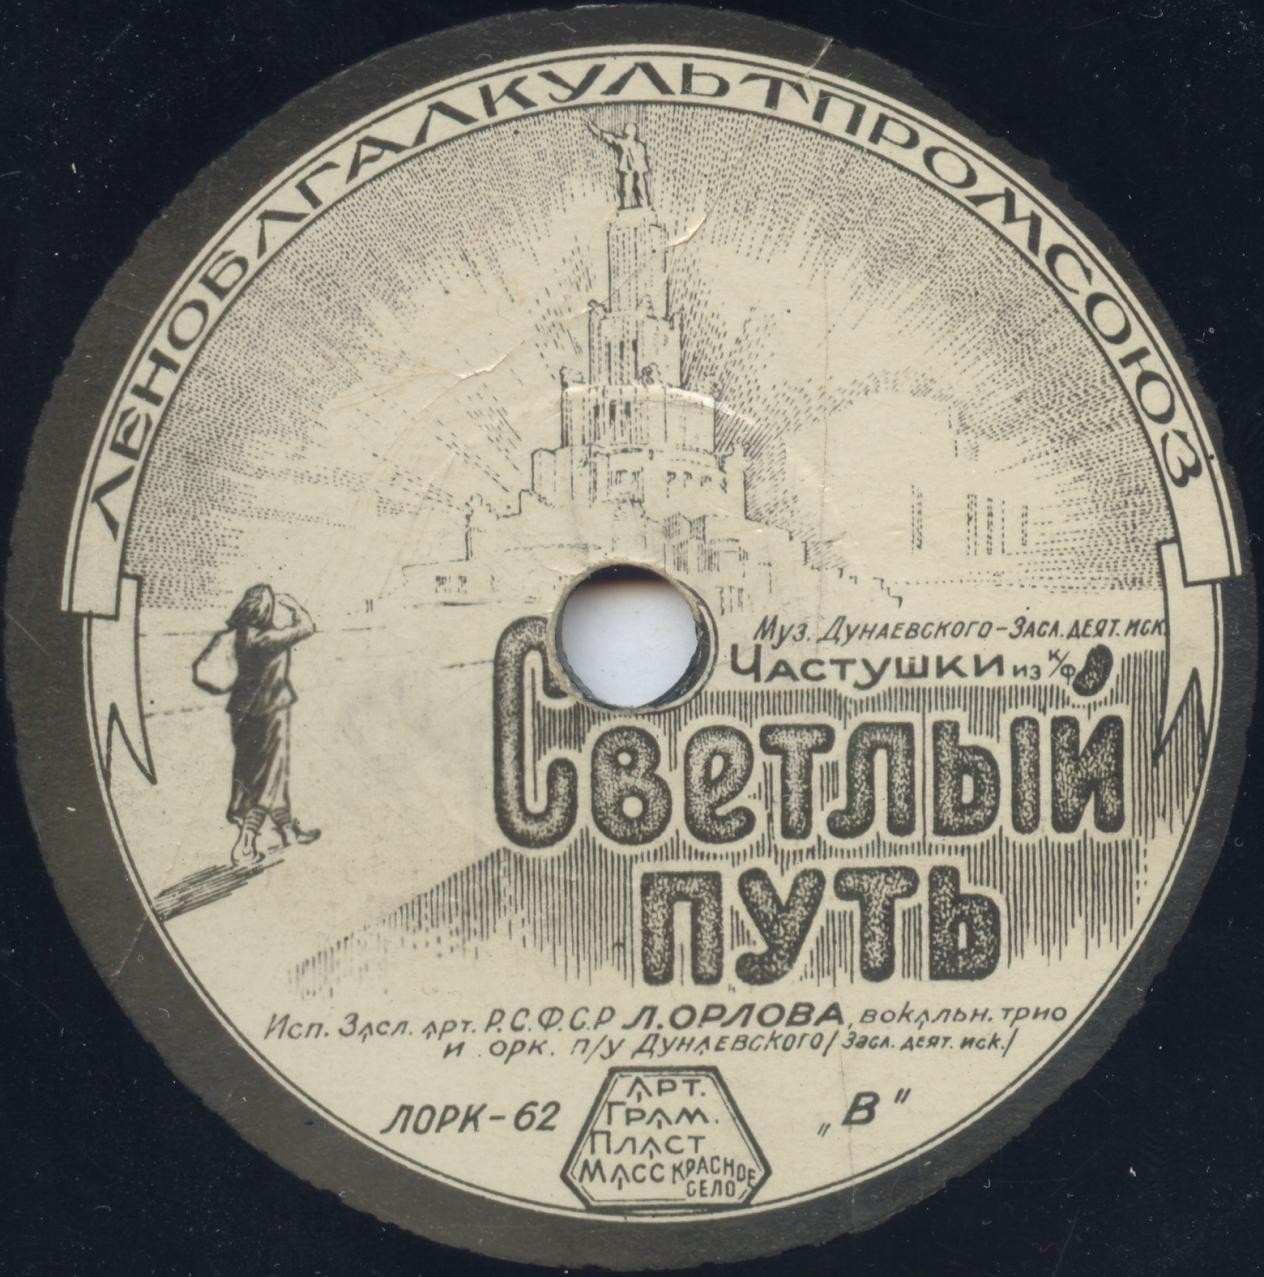 ЛЕНОБЛГАЛКУЛЬТПРОМСОЮЗ
Муз. Дунаевского-Засл. деят. иск.
Частушки из к/ф
Светлый
путь
Исп. Засл. арт. Р.С.Ф.С.Р Л.ОРЛОВА, вокальн. трио
и орк. п/у Дунаевского/Засл. деят. иск./
ЛОРК-62
„В"
Арт.
Грам.
Пласт
Масс Красное
село